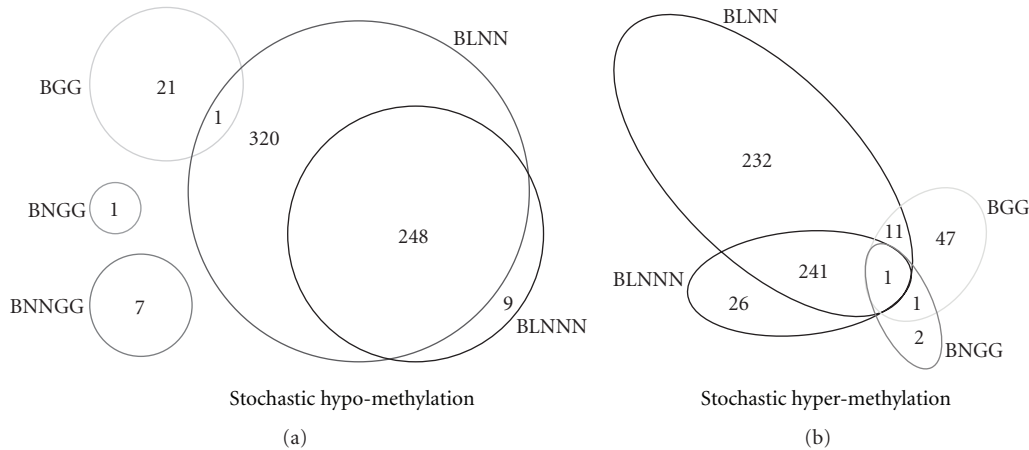 BLNN
BGG
21
1
320
BNGG
1
248
BNNGG
7
9
BLNNN
Stochastic hypo-methylation
(a)
BLNN
232
BGG
11
47
BLNNN
241
1
26
1
2
BNGG
Stochastic hyper-methylation
(b)